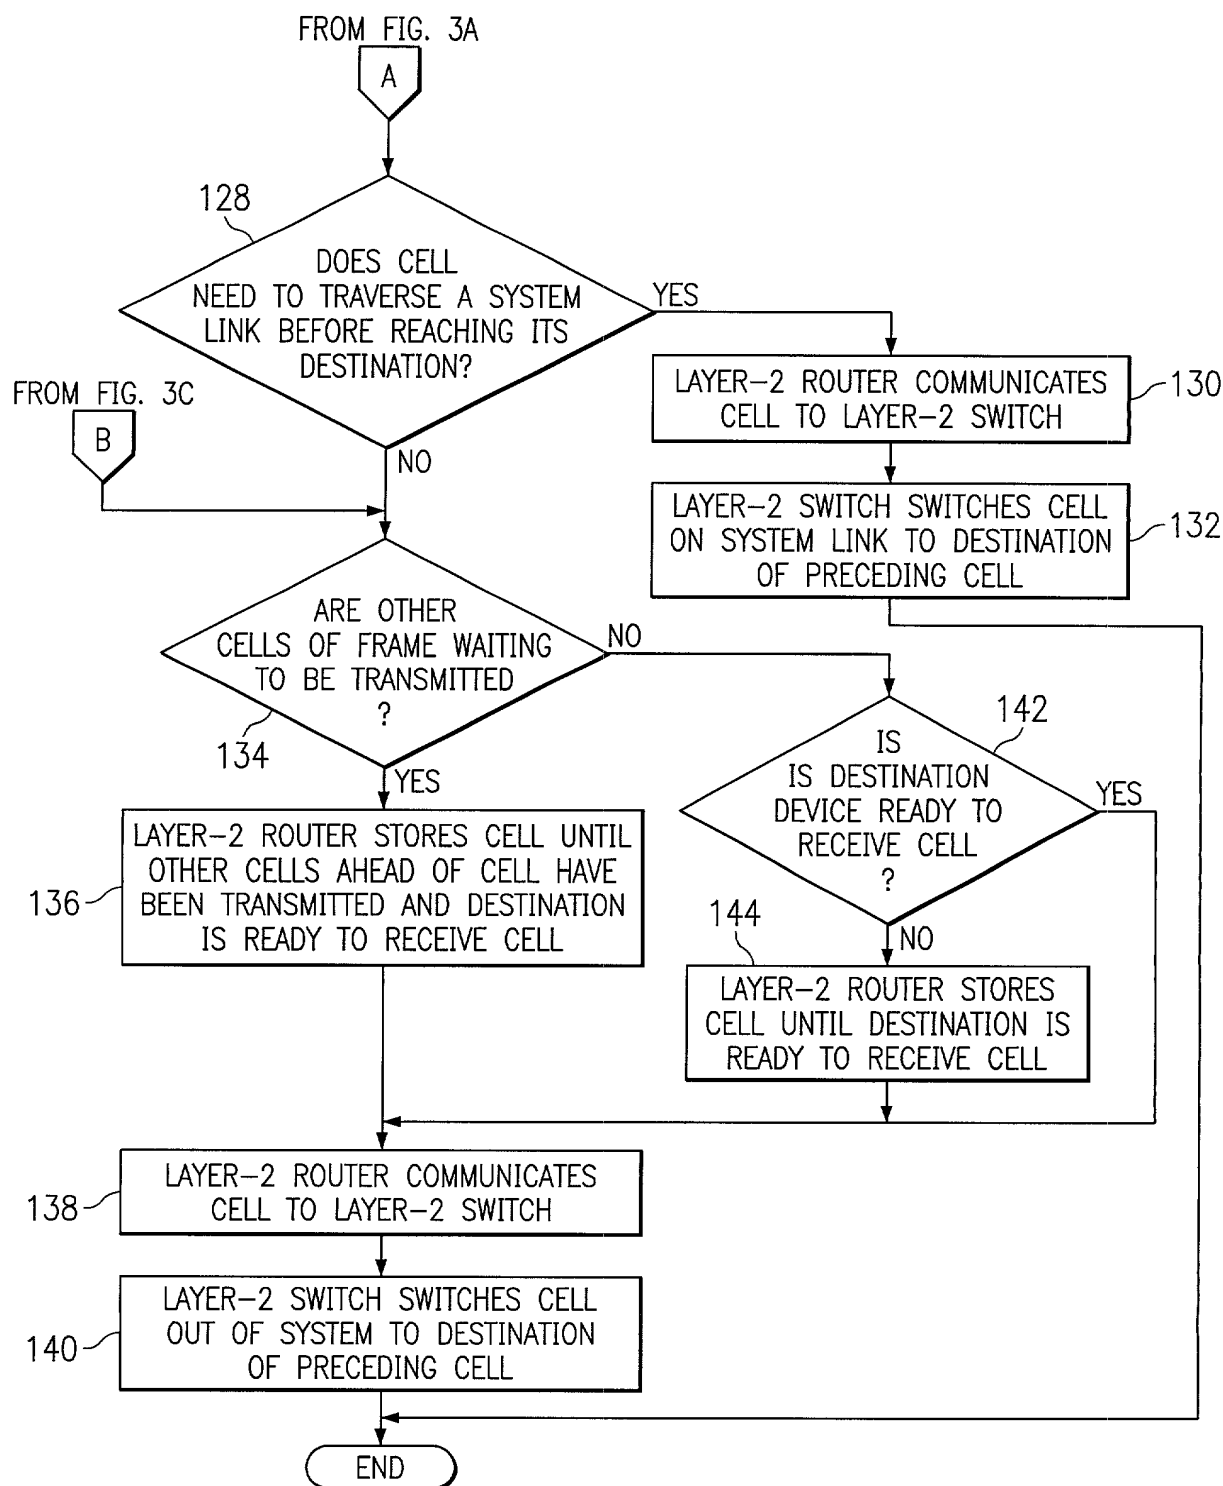 FROM FIG. 3A
A
128
DOES CELL
NEED TO TRAVERSE A SYSTEM
LINK BEFORE REACHING ITS
DESTINATION?
YES
NO
FROM FIG. 3C
B
LAYER-2 ROUTER COMMUNICATES
CELL TO LAYER-2 SWITCH
130
LAYER-2 SWITCH SWITCHES CELL
ON SYSTEM LINK TO DESTINATION
OF PRECEDING CELL
132
ARE OTHER
CELLS OF FRAME WAITING
TO BE TRANSMITTED
?
134
NO
YES
142
IS
IS DESTINATION
DEVICE READY TO
RECEIVE CELL
?
YES
NO
LAYER-2 ROUTER STORES CELL UNTIL
OTHER CELLS AHEAD OF CELL HAVE
BEEN TRANSMITTED AND DESTINATION
IS READY TO RECEIVE CELL
136
144
LAYER-2 ROUTER STORES
CELL UNTIL DESTINATION IS
READY TO RECEIVE CELL
LAYER-2 ROUTER COMMUNICATES
CELL TO LAYER-2 SWITCH
138
LAYER-2 SWITCH SWITCHES CELL
OUT OF SYSTEM TO DESTINATION
OF PRECEDING CELL
140
END